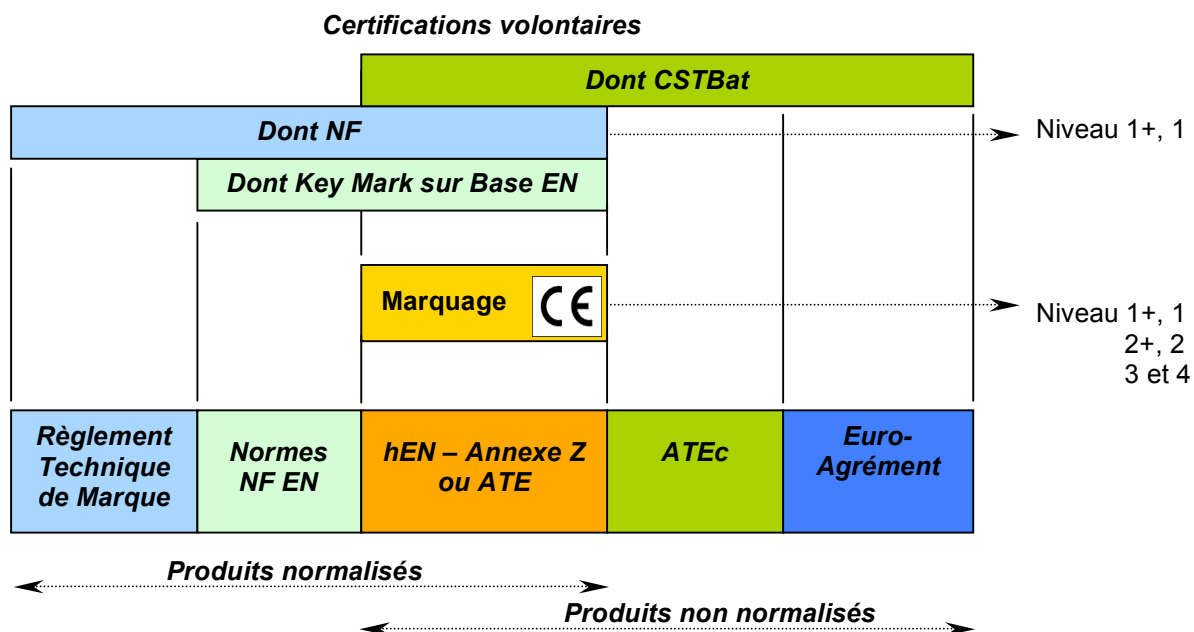 Certifications volontaires
Dont CSTBat
Dont NF
Niveau 1+, 1
Dont Key Mark sur Base EN
Marquage CE
Niveau 1+, 1
2+, 2
3 et 4
Règlement
Technique
de Marque
Normes
NF EN
hEN – Annexe Z
ou ATE
ATEc
Euro-
Agrément
Produits normalisés
Produits non normalisés